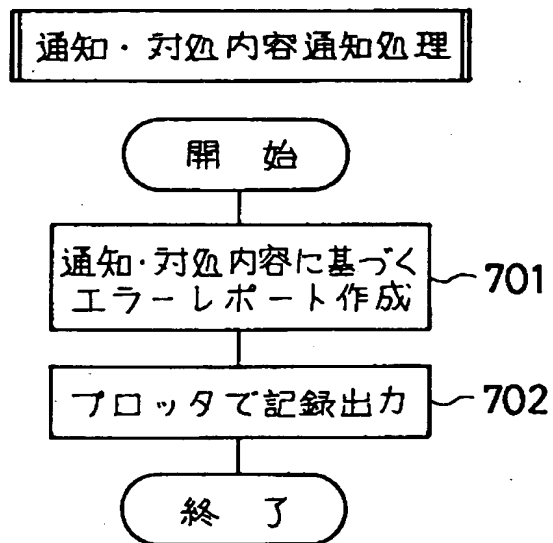 通知・対処内容通知処理
開 始
通知・対処内容に基づく
エラーレポート作成
701
プロッタで記録出力
702
終 了